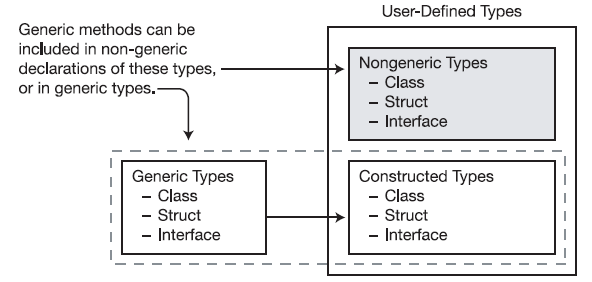 User-Defined Types
Generic methods can be
included in non-generic
declarations of these types,
or in generic types.
Nongeneric Types
– Class
– Struct
– Interface
Generic Types
– Class
– Struct
– Interface
Constructed Types
– Class
– Struct
– Interface